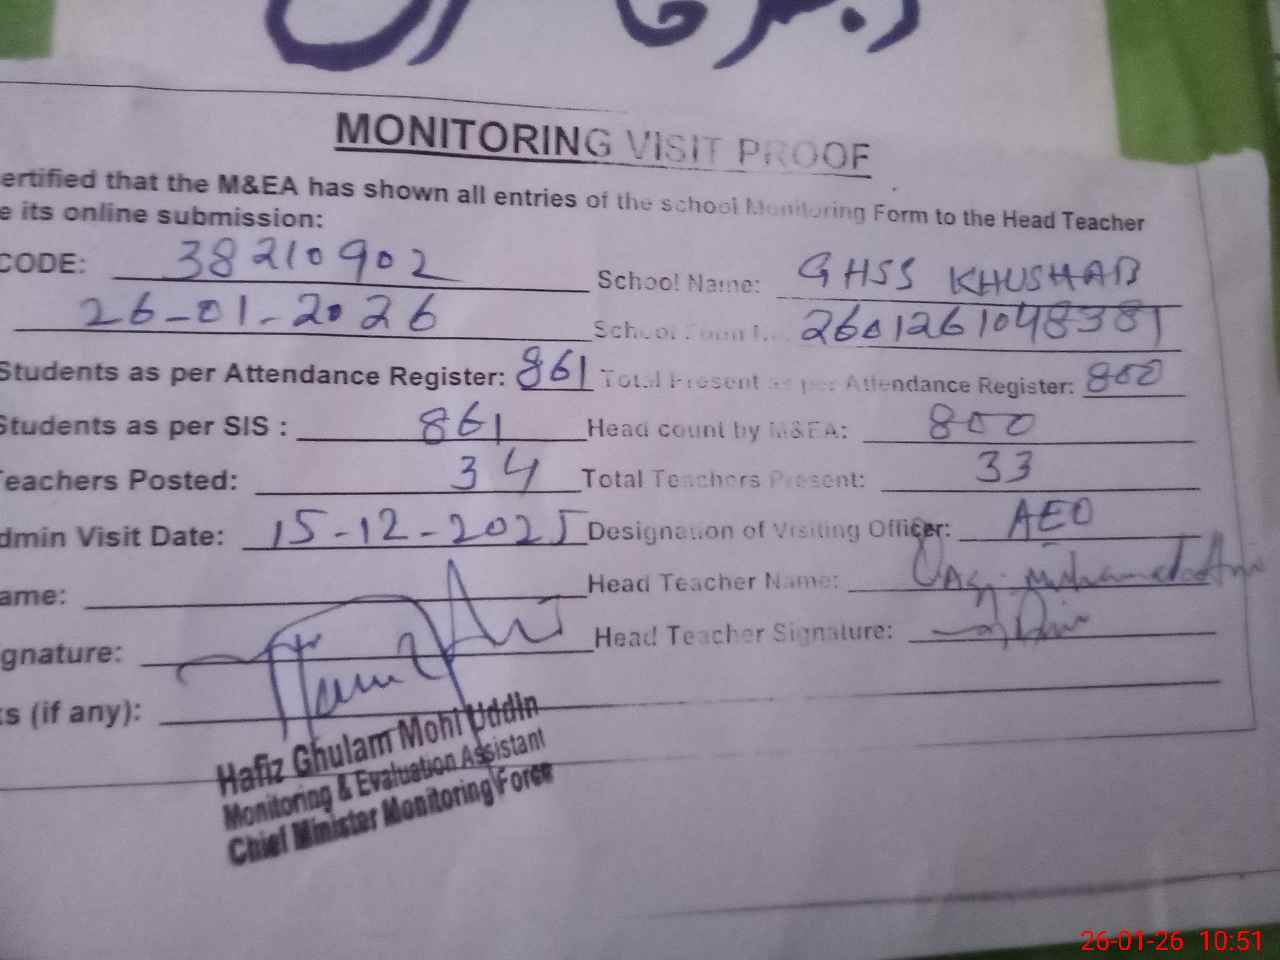 MONITORING VISIT PROOF
ertified that the M&EA has shown all entries of the school Monitoring Form to the Head Teacher
e its online submission:
CODE: 38210902 School Name: GHSS KHUSHAB
26-01-2026 School 2601261048381
Students as per Attendance Register: 861 Total Present as per Attendance Register: 800
Students as per SIS : 861 Head count by M&EA: 800
eachers Posted: 34 Total Teachers Present: 33
dmin Visit Date: 15-12-2025 Designation of Visiting Officer: AEO
ame: Head Teacher Name:
gnature: Head Teacher Signature:
s (if any):
Hafiz Ghulam Mohi Uddin
Monitoring & Evaluation Assistant
Chief Minister Monitoring Force
26-01-26 10:51